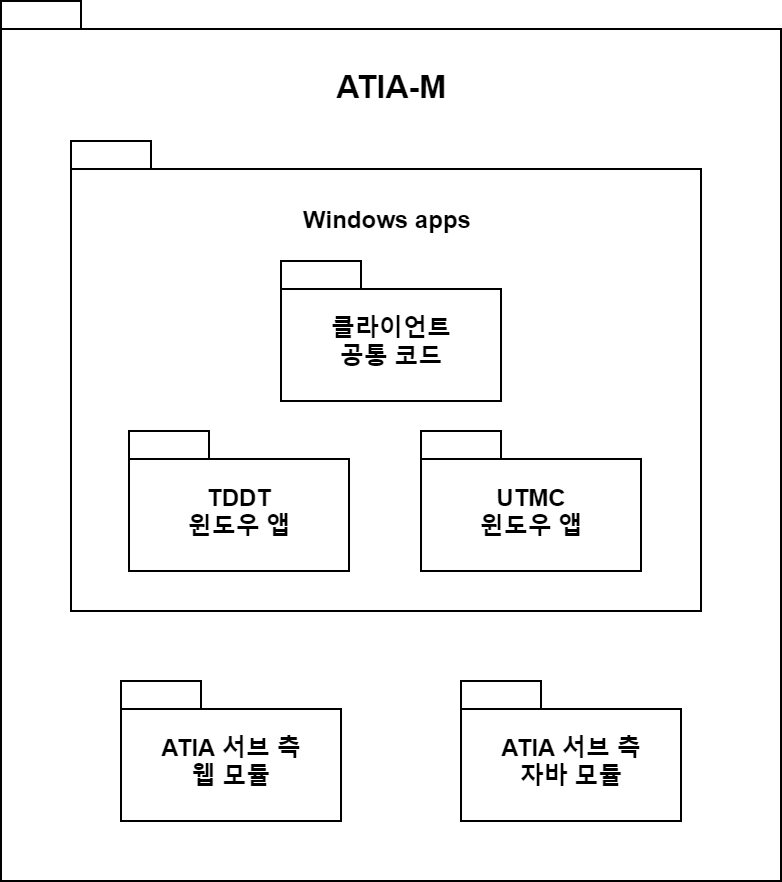 ATIA-M
Windows apps
클라이언트
공통 코드
TDDT
윈도우 앱
UTMC
윈도우 앱
ATIA 서브 측
웹 모듈
ATIA 서브 측
자바 모듈